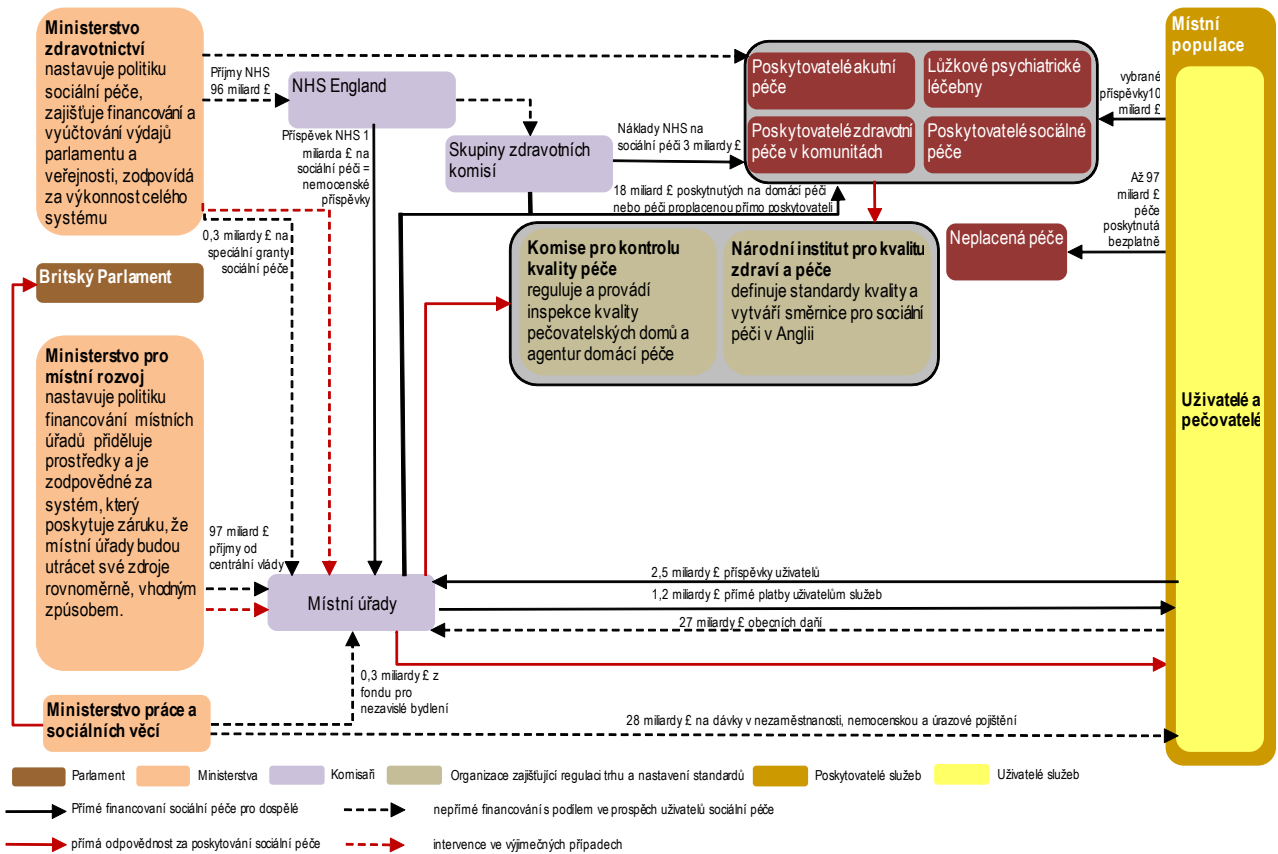 Ministerstvo
zdravotnictví
nastavuje politiku
sociální péče,
zajišťuje financování a
vyúčtování výdajů
parlamentu a
veřejnosti, zodpovídá
za výkonnost celého
systému
Příjmy NHS
96 miliard £
NHS England
Příspěvek NHS 1
miliarda £ na
sociální péči =
nemocenské
příspěvky
Skupiny zdravotních
komisí
Náklady NHS na
sociální péči 3 miliardy £
Poskytovatelé akutní
péče
Lůžkové psychiatrické
léčebny
Poskytovatelé zdravotní
péče v komunitách
Poskytovatelé sociálné
péče
Místní
populace
vybrané
příspěvky10
miliard £
18 miliard £ poskytnutých na domácí péči
nebo péči proplacenou přímo poskytovateli
Až 97
miliard £
péče
poskytnutá
bezplatně
Neplacená péče
0,3 miliardy £ na
speciální granty
sociální péče
Britský Parlament
Komise pro kontrolu
kvality péče
reguluje a provádí
inspekce kvality
pečovatelských domů a
agentur domácí péče
Národní institut pro kvalitu
zdraví a péče
definuje standardy kvality a
vytváří směrnice pro sociální
péči v Anglii
Ministerstvo pro
místní rozvoj
nastavuje politiku
financování místních
úřadů přiděluje
prostředky a je
zodpovědné za
systém, který
poskytuje záruku, že
místní úřady budou
utrácet své zdroje
rovnoměrně, vhodným
způsobem.
Uživatelé a
pečovatelé
97 miliard £
příjmy od
centrální vlády
Místní úřady
2,5 miliardy £ příspěvky uživatelů
1,2 miliardy £ přímé platby uživatelům služeb
27 miliardy £ obecních daří
0,3 miliardy £ z
fondu pro
nezavislé bydlení
Ministerstvo práce a
sociálních věcí
28 miliardy £ na dávky v nezaměstnanosti, nemocenskou a úrazové pojištění
Parlament
Ministerstva
Komisaři
Organizace zajišťující regulaci trhu a nastavení standardů
Poskytovatelé služeb
Uživatelé služeb
Přímé financovaní sociální péče pro dospělé
nepřímé financování s podílem ve prospěch uživatelů sociální péče
přímá odpovědnost za poskytování sociální péče
intervence ve výjimečných případech